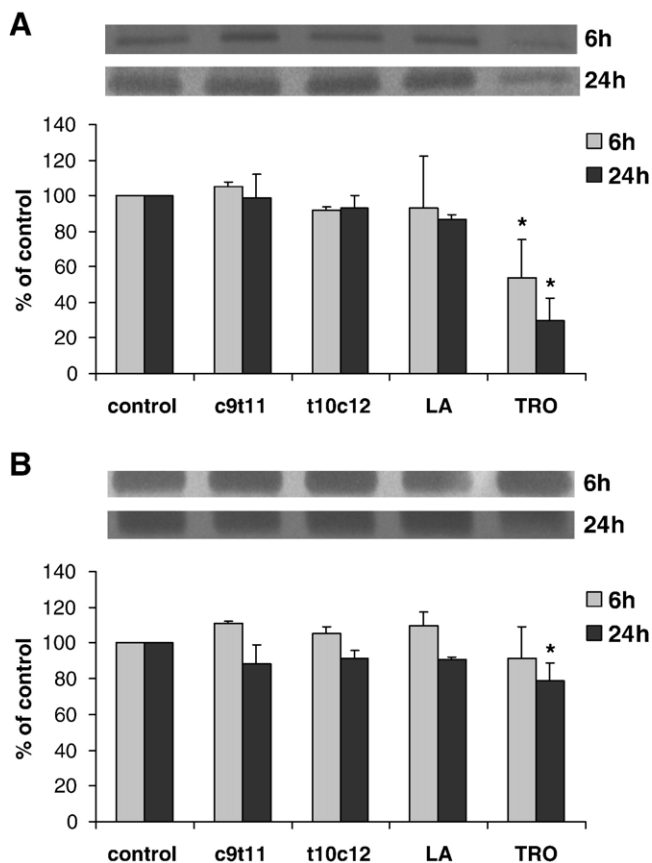 A
6h
24h
140
120
100
80
60
40
20
0
% of control
6h
24h
*
*
control c9t11 t10c12 LA TRO
B
6h
24h
140
120
100
80
60
40
20
0
% of control
6h
24h
*
control c9t11 t10c12 LA TRO